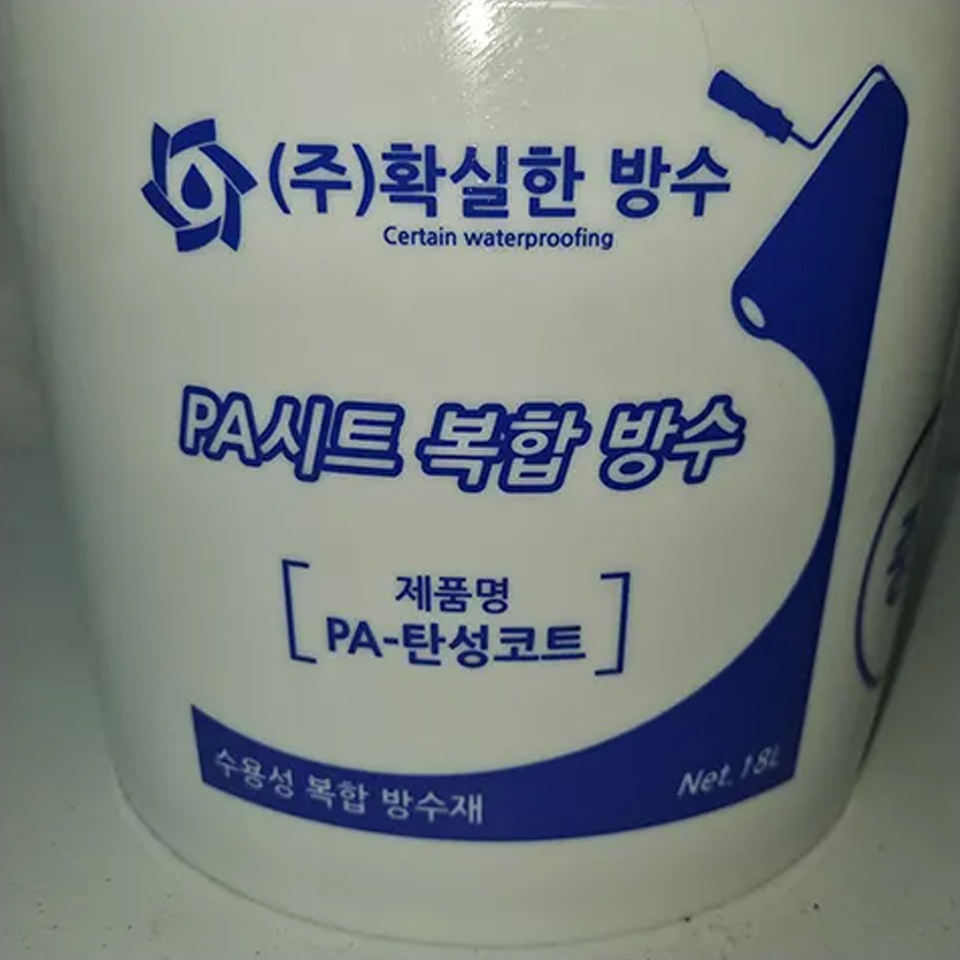 (주)확실한 방수
Certain waterproofing
PA시트 복합 방수
제품명
PA-탄성코트
수용성 복합 방수재
Net. 18L